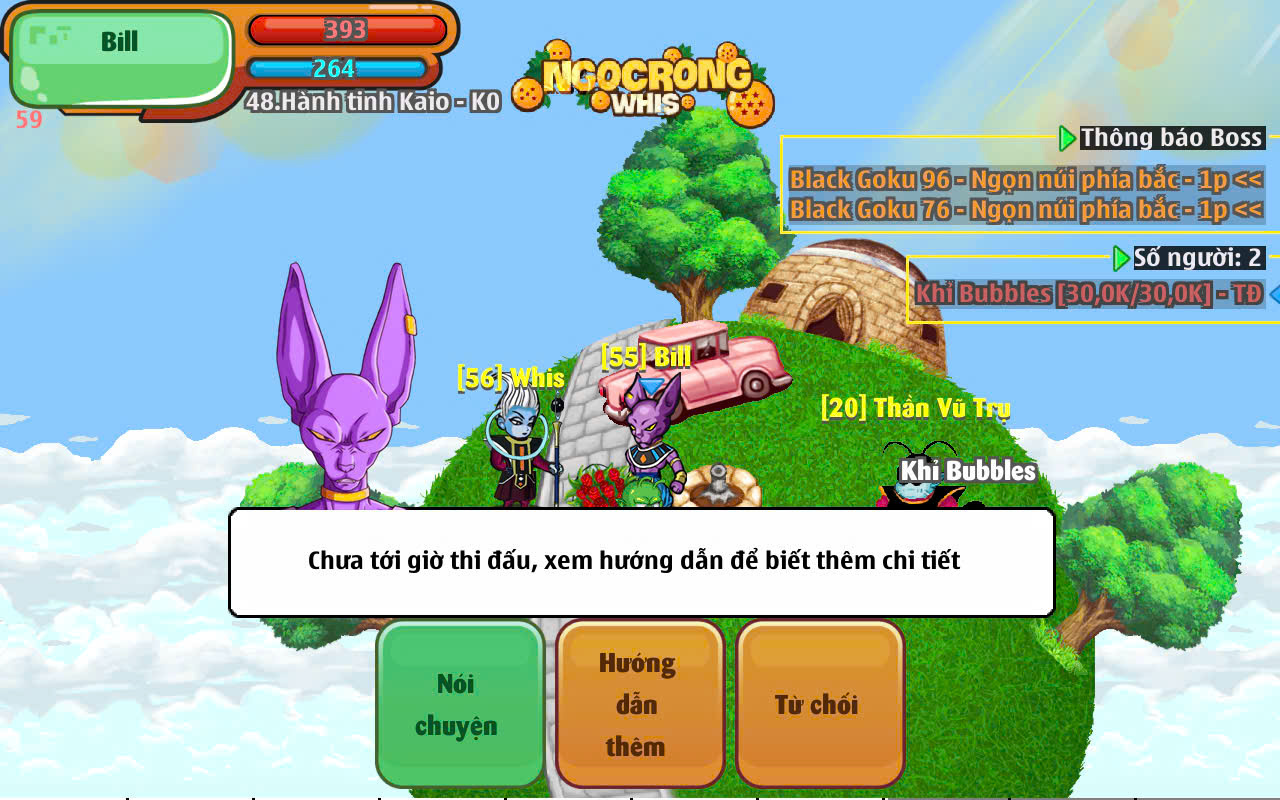 Bill
393
264
48.Hành tinh Kaio - K0
59
NGOCRONG
WHIS
Thông báo Boss
Black Goku 96 - Ngọn núi phía bắc - 1p <<
Black Goku 76 - Ngọn núi phía bắc - 1p <<
Số người: 2
Khỉ Bubbles [30,0K/30,0K] - TĐ
[55] Bill
[56] Whis
[20] Thần Vũ Trụ
Khỉ Bubbles
Chưa tới giờ thi đấu, xem hướng dẫn để biết thêm chi tiết
Nói
chuyện
Hướng
dẫn
thêm
Từ chối